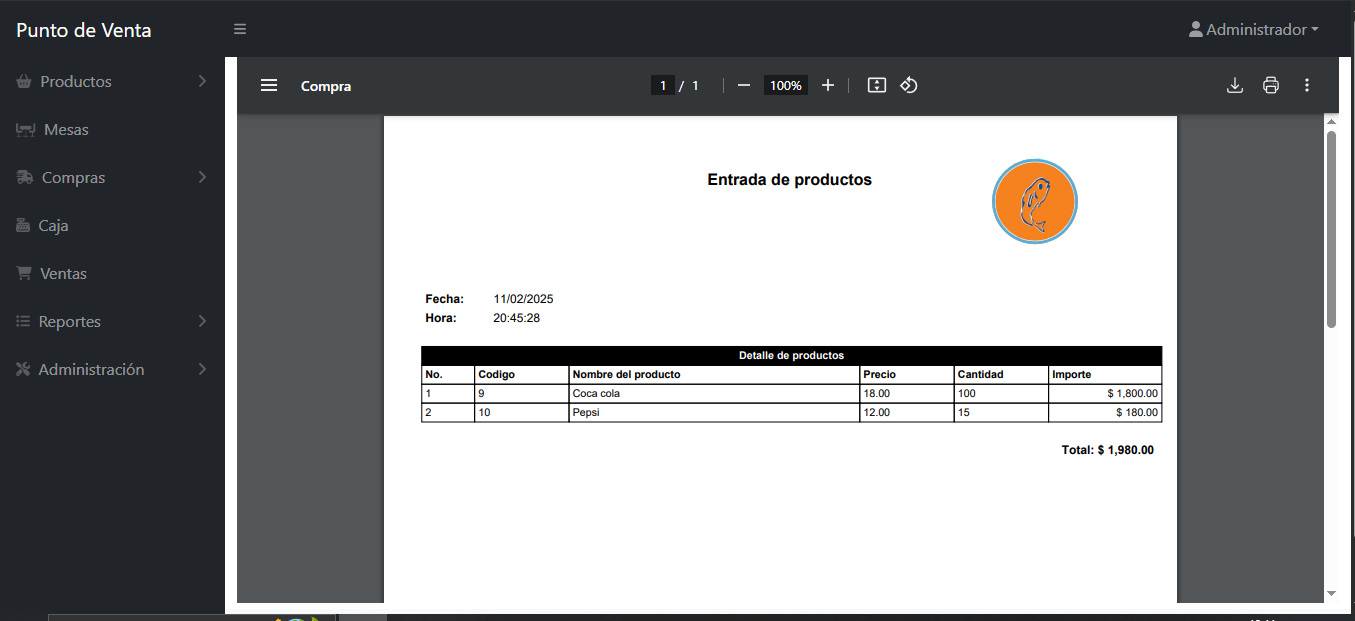 Punto de Venta
Administrador
Productos
Mesas
Compras
Caja
Ventas
Reportes
Administración
Compra
1 / 1
100%
Entrada de productos
Fecha: 11/02/2025
Hora: 20:45:28
Detalle de productos
No. Codigo Nombre del producto Precio Cantidad Importe
1 9 Coca cola 18.00 100 $ 1,800.00
2 10 Pepsi 12.00 15 $ 180.00
Total: $ 1,980.00